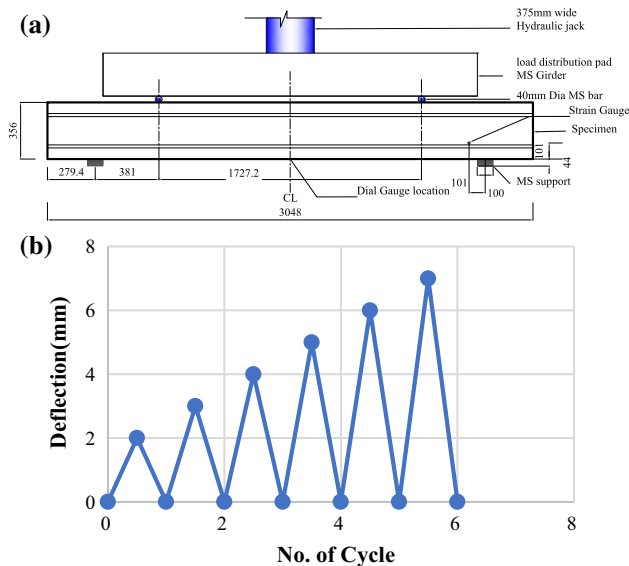 (a)
375mm wide
Hydraulic jack
load distribution pad
MS Girder
40mm Dia MS bar
Strain Gauge
Specimen
356
101
44
279.4
381
1727.2
Dial Gauge location
101
100
MS support
CL
3048
(b)
Deflection(mm)
8
6
4
2
0
0
2
4
6
8
No. of Cycle